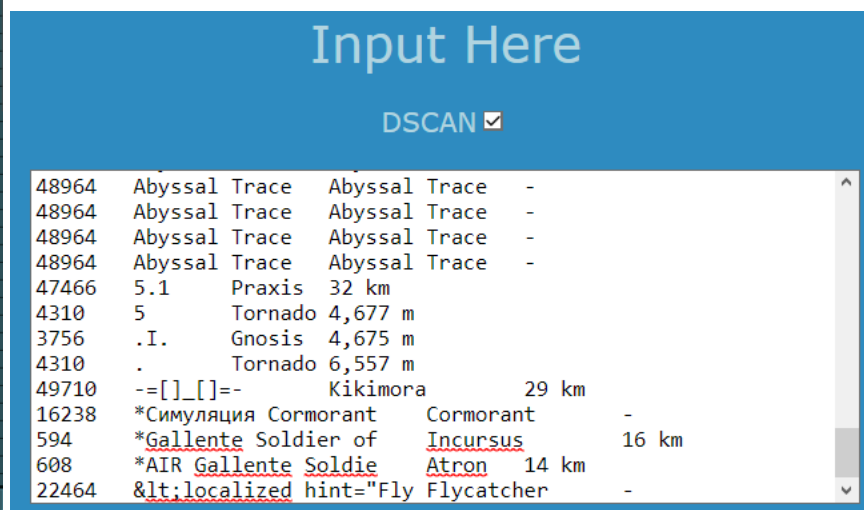 Input Here
DSCAN
48964 Abyssal Trace Abyssal Trace -
48964 Abyssal Trace Abyssal Trace -
48964 Abyssal Trace Abyssal Trace -
48964 Abyssal Trace Abyssal Trace -
47466 5.1 Praxis 32 km
4310 5 Tornado 4,677 m
3756 .I. Gnosis 4,675 m
4310 . Tornado 6,557 m
49710 -=[]_[]=- Kikimora 29 km
16238 *Симуляция Cormorant Cormorant -
594 *Gallente Soldier of Incursus 16 km
608 *AIR Gallente Soldie Atron 14 km
22464 &lt;localized hint="Fly Flycatcher -